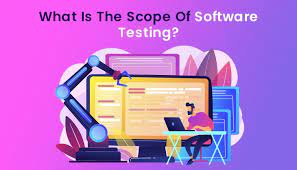 What Is The Scope Of Software
Testing?